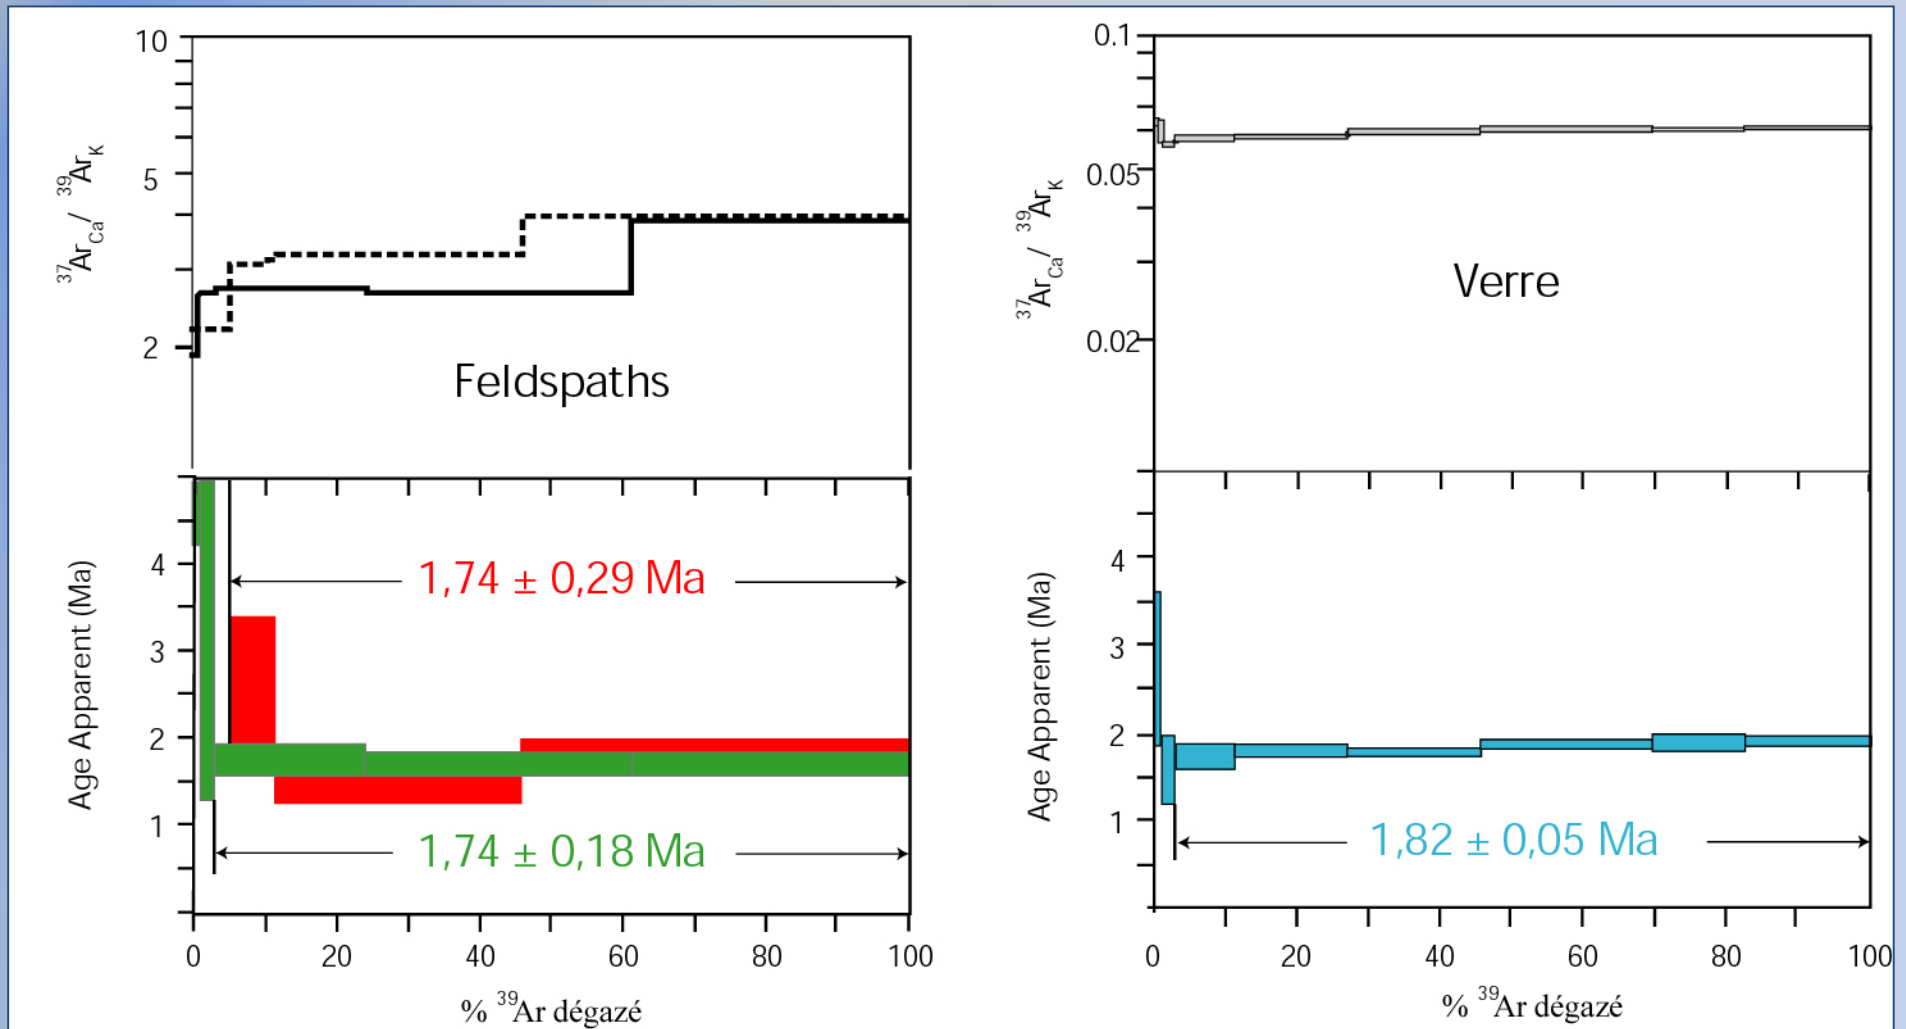 10
5
2
³⁷Ar_Ca / ³⁹Ar_K
Feldspaths
4
3
2
1
Age Apparent (Ma)
1,74 ± 0,29 Ma
1,74 ± 0,18 Ma
0 20 40 60 80 100
% ³⁹Ar dégazé
0.1
0.05
0.02
³⁷Ar_Ca / ³⁹Ar_K
Verre
4
3
2
1
Age Apparent (Ma)
1,82 ± 0,05 Ma
0 20 40 60 80 100
% ³⁹Ar dégazé